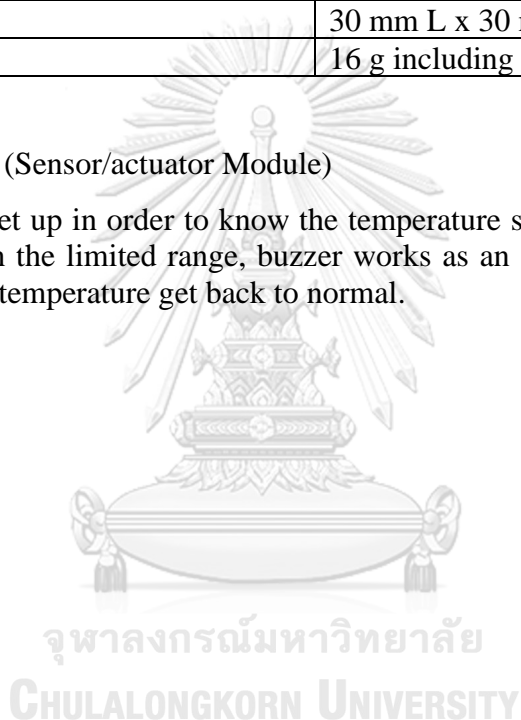 30 mm L x 30
16 g including
(Sensor/actuator Module)
et up in order to know the temperature s
n the limited range, buzzer works as an
temperature get back to normal.
จุฬาลงกรณ์มหาวิทยาลัย
CHULALONGKORN UNIVERSITY